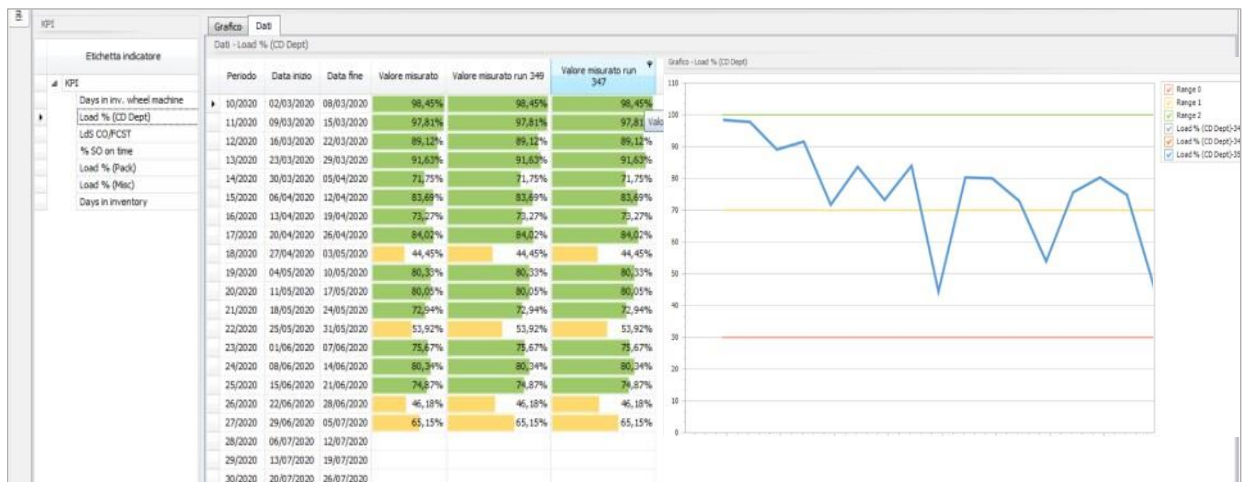 KPI
Etichetta indicatore
KPI
Days in inv. wheel machine
Load % (CD Dept)
LdS CO/FCST
% SO on time
Load % (Pack)
Load % (Misc)
Days in inventory
Grafico Dati
Dati - Load % (CD Dept)
Periodo Data inizio Data fine Valore misurato Valore misurato run 349 Valore misurato run 347
10/2020 02/03/2020 08/03/2020 98,45% 98,45% 98,45%
11/2020 09/03/2020 15/03/2020 97,81% 97,81% 97,81 Valo
12/2020 16/03/2020 22/03/2020 89,12% 89,12% 89,12%
13/2020 23/03/2020 29/03/2020 91,63% 91,63% 91,63%
14/2020 30/03/2020 05/04/2020 71,75% 71,75% 71,75%
15/2020 06/04/2020 12/04/2020 83,69% 83,69% 83,69%
16/2020 13/04/2020 19/04/2020 73,27% 73,27% 73,27%
17/2020 20/04/2020 26/04/2020 84,02% 84,02% 84,02%
18/2020 27/04/2020 03/05/2020 44,45% 44,45% 44,45%
19/2020 04/05/2020 10/05/2020 80,33% 80,33% 80,33%
20/2020 11/05/2020 17/05/2020 80,05% 80,05% 80,05%
21/2020 18/05/2020 24/05/2020 72,94% 72,94% 72,94%
22/2020 25/05/2020 31/05/2020 53,92% 53,92% 53,92%
23/2020 01/06/2020 07/06/2020 75,67% 75,67% 75,67%
24/2020 08/06/2020 14/06/2020 80,34% 80,34% 80,34%
25/2020 15/06/2020 21/06/2020 74,87% 74,87% 74,87%
26/2020 22/06/2020 28/06/2020 46,18% 46,18% 46,18%
27/2020 29/06/2020 05/07/2020 65,15% 65,15% 65,15%
28/2020 06/07/2020 12/07/2020
29/2020 13/07/2020 19/07/2020
30/2020 20/07/2020 26/07/2020
Grafico - Load % (CD Dept)
110
100
90
80
70
60
50
40
30
20
10
0
Range 0
Range 1
Range 2
Load % (CD Dept)-34
Load % (CD Dept)-34
Load % (CD Dept)-35